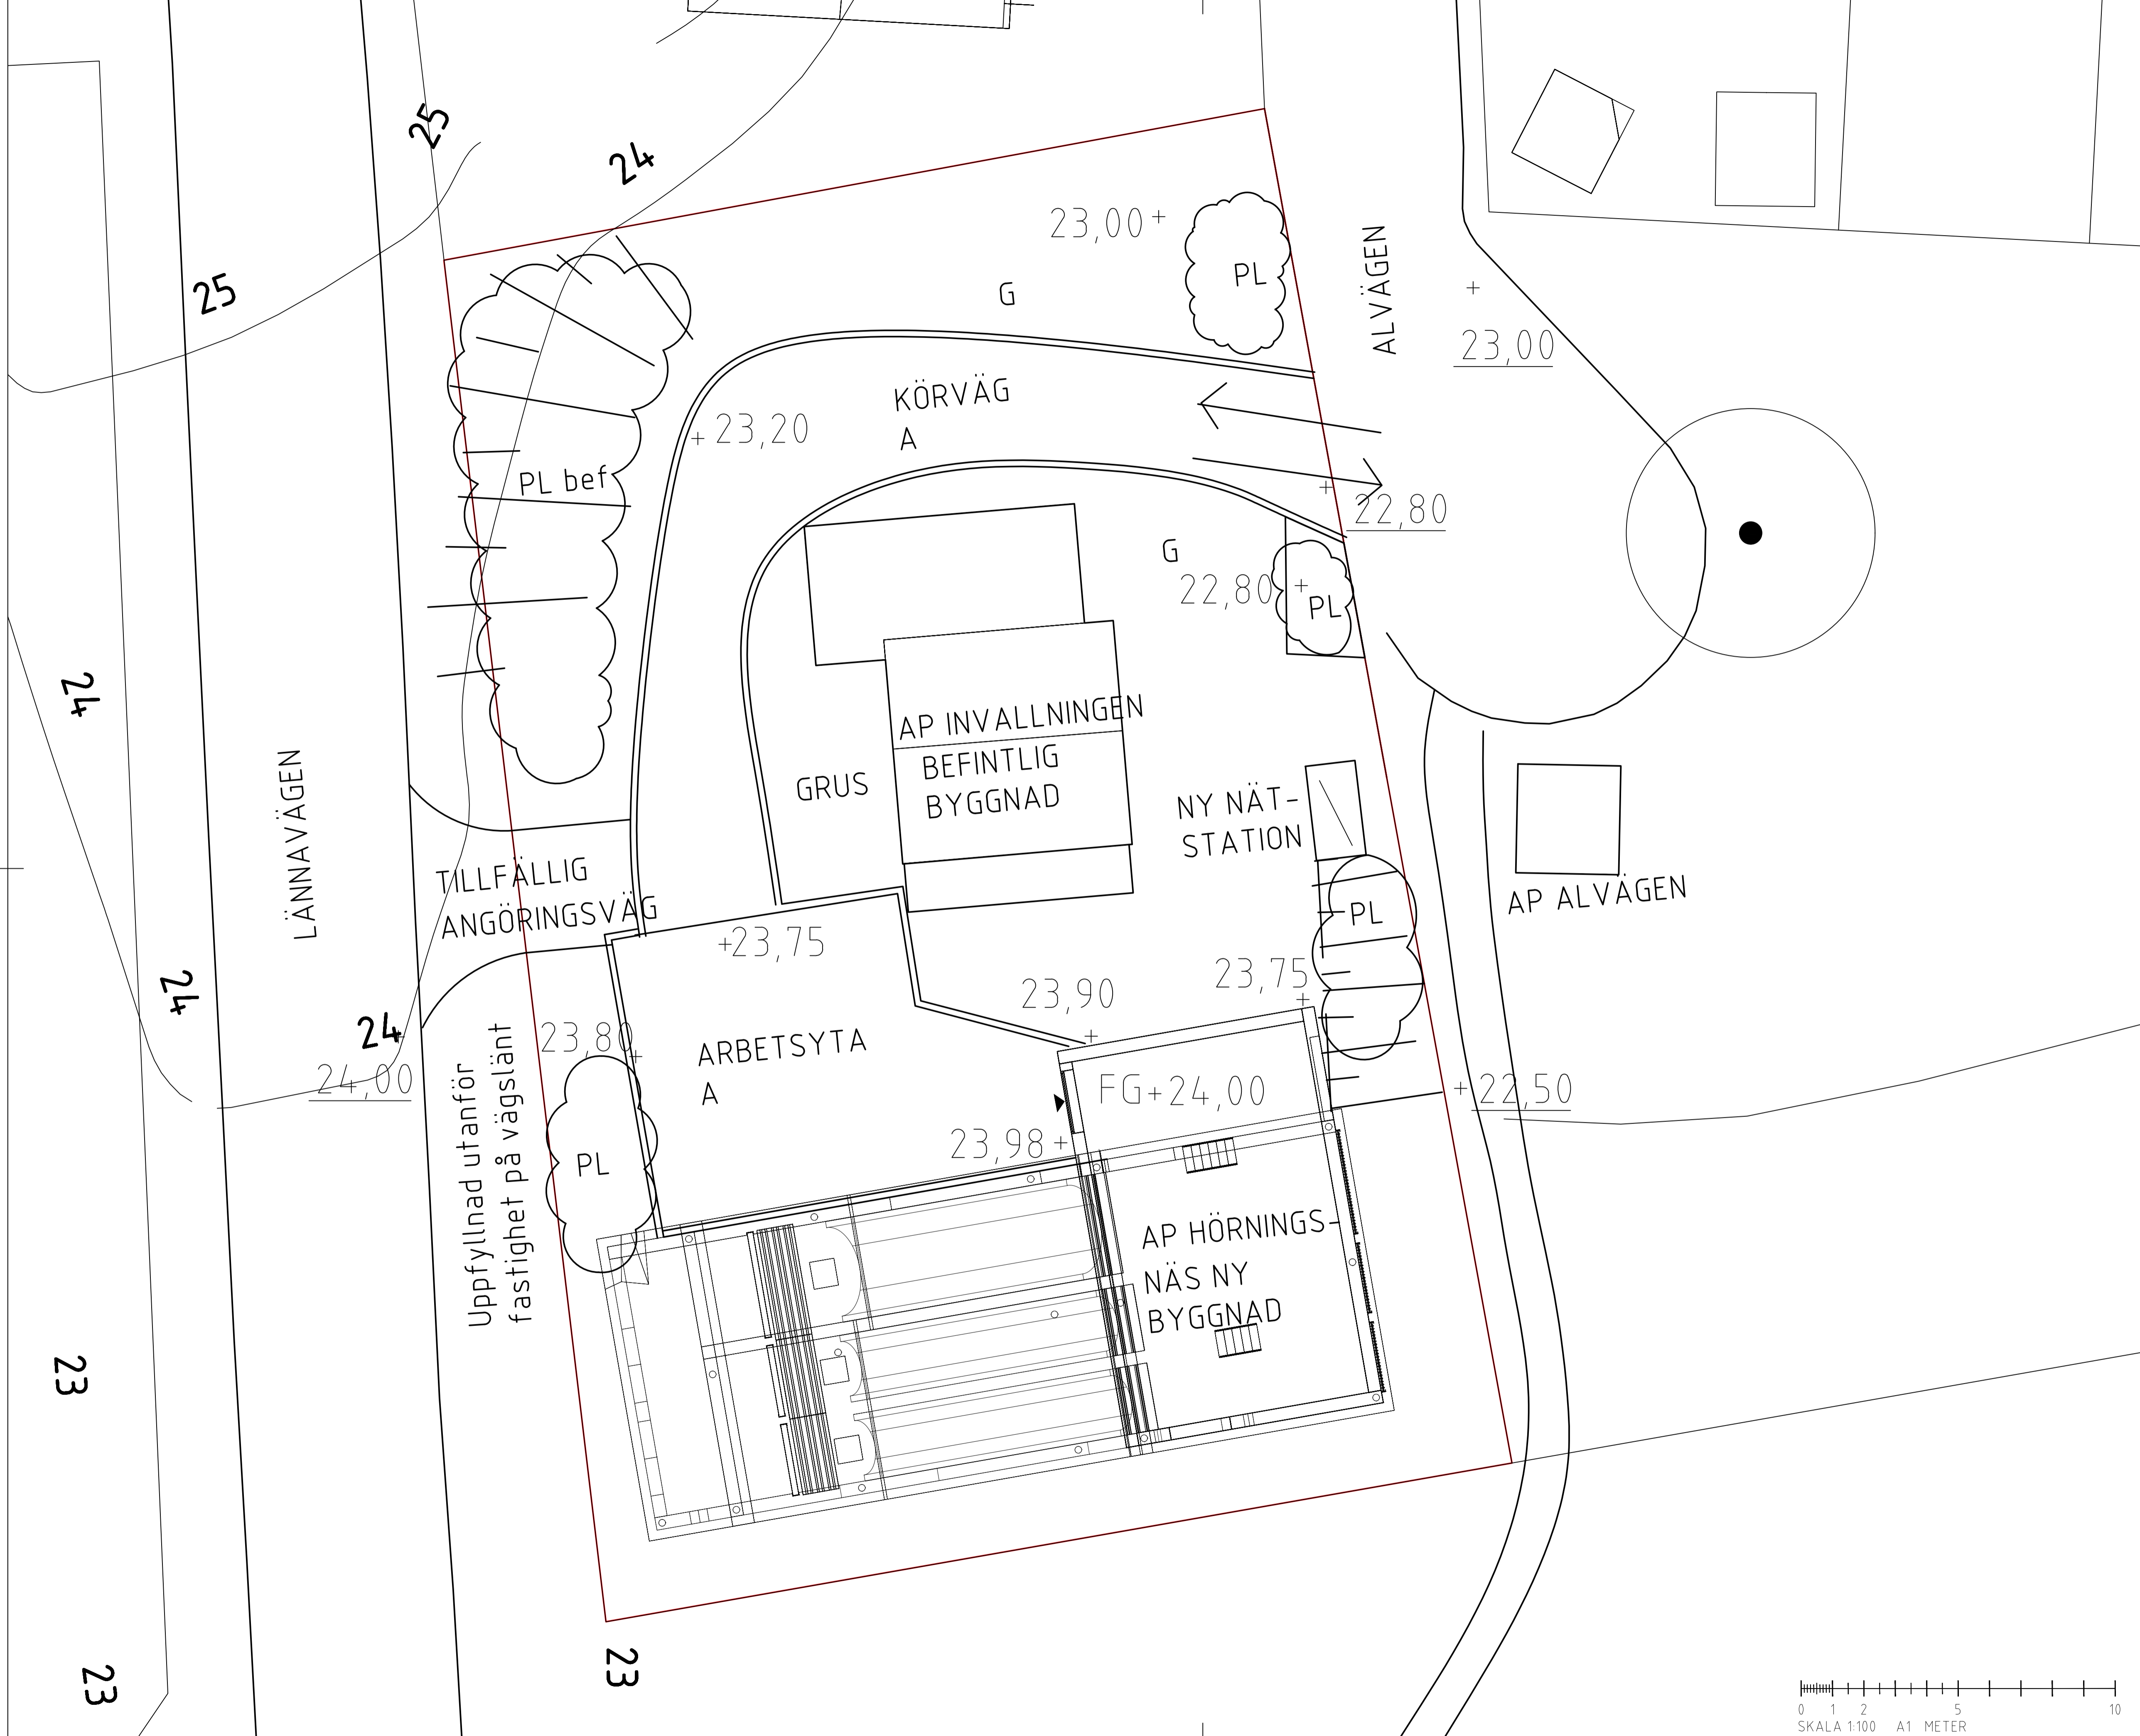 25
24
25
23,00
PL
G
ALVÄGEN
23,00
KÖRVÄG
A
23,20
PL bef
22,80
G
22,80
PL
24
LÄNNAVÄGEN
AP INVALLNINGEN
BEFINTLIG
BYGGNAD
GRUS
NY NÄT-
STATION
TILLFÄLLIG
ANGÖRINGSVÄG
AP ALVÄGEN
PL
23,75
24
23,90
23,75
24
24,00
23,80
ARBETSYTA
A
FG+24,00
22,50
23,98
Uppfyllnad utanför
fastighet på vägslänt
PL
AP HÖRNINGS-
NÄS NY
BYGGNAD
23
23
23
0 1 2 5 10
SKALA 1:100 A1 METER